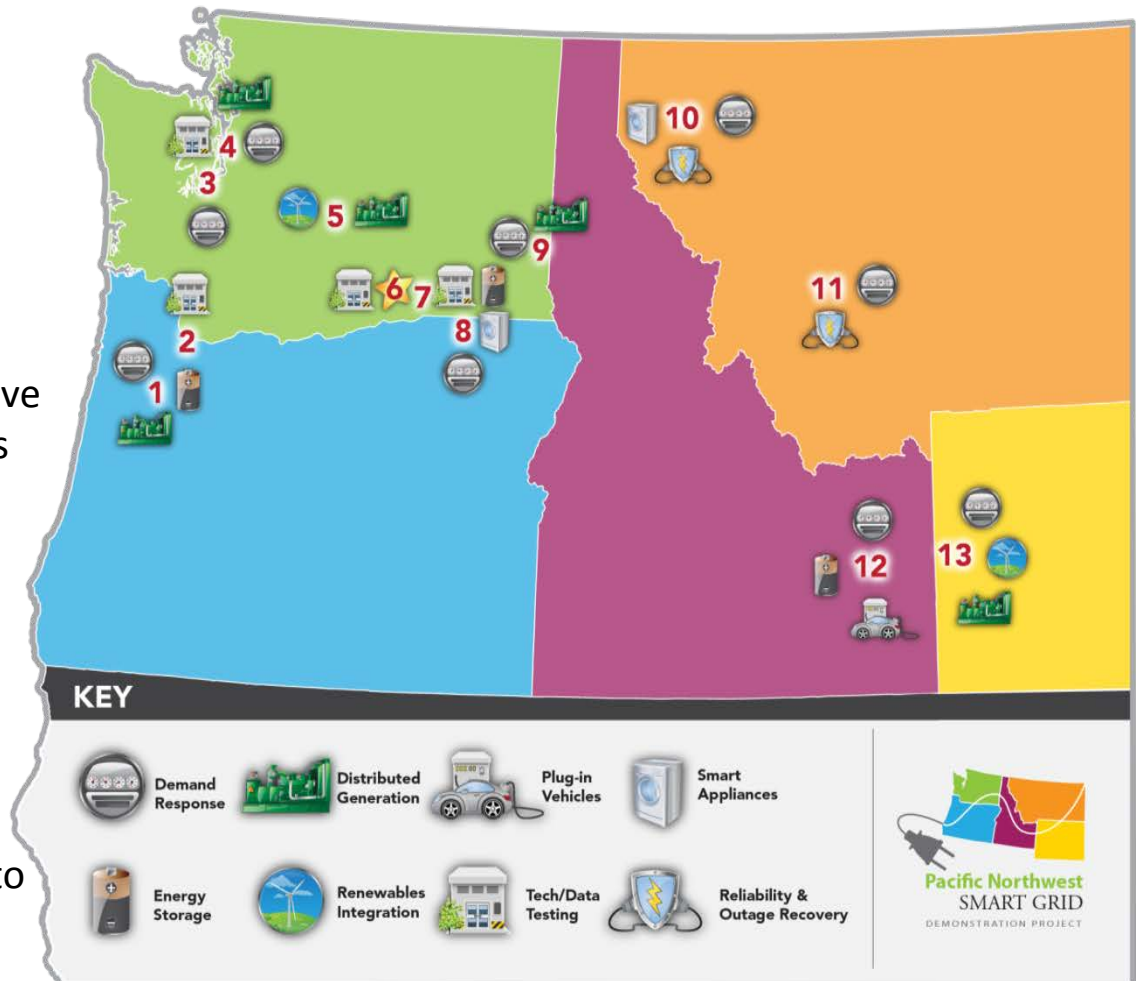 4
10
3
5
9
11
6
7
8
2
1
ve
s
12
13
to
KEY
Demand
Response
Distributed
Generation
Plug-in
Vehicles
Smart
Appliances
Energy
Storage
Renewables
Integration
Tech/Data
Testing
Reliability &
Outage Recovery
Pacific Northwest
SMART GRID
DEMONSTRATION PROJECT